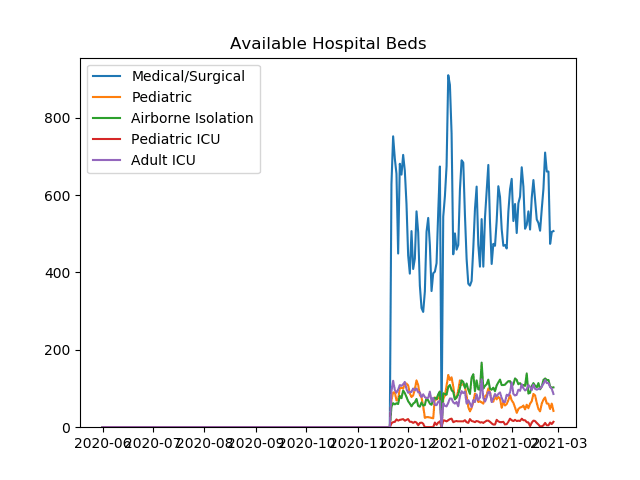 Available Hospital Beds
Medical/Surgical
Pediatric
Airborne Isolation
Pediatric ICU
Adult ICU
800
600
400
200
0
2020-06 2020-07 2020-08 2020-09 2020-10 2020-11 2020-12 2021-01 2021-02 2021-03